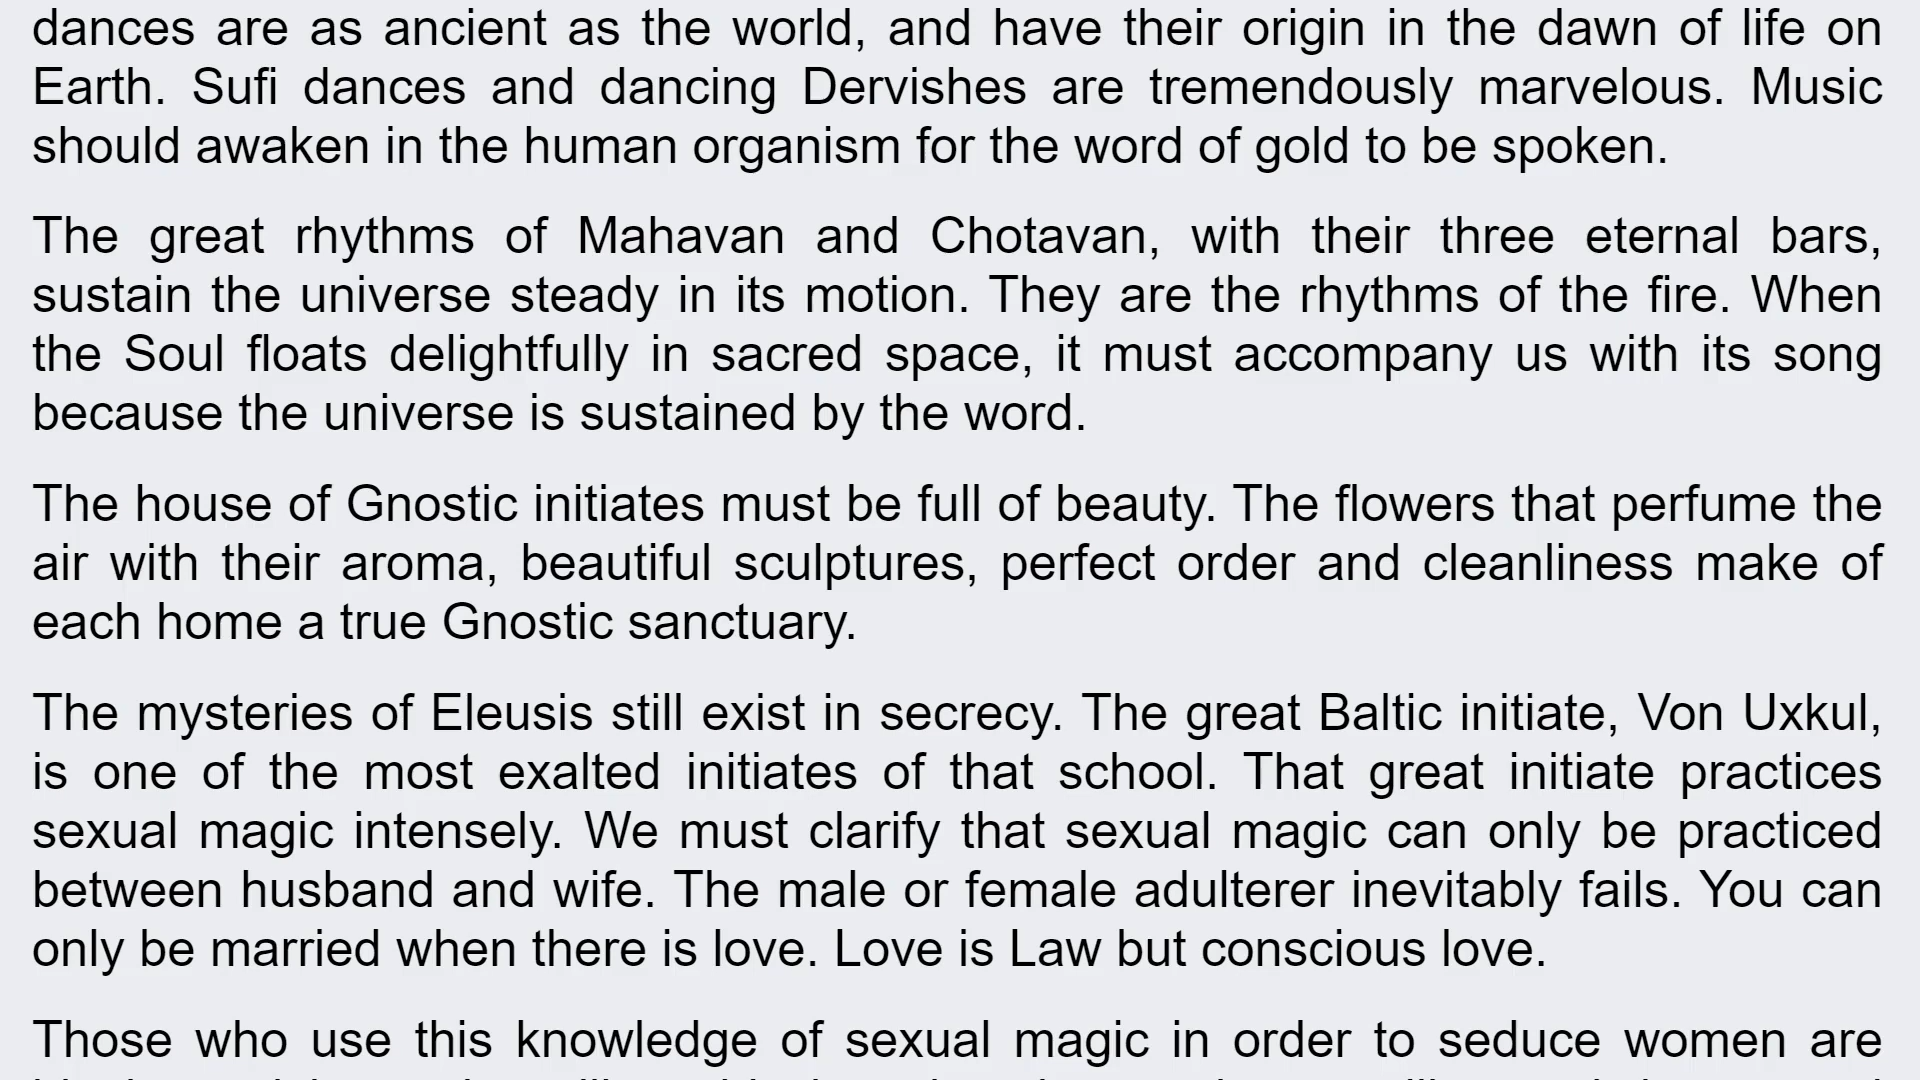 dances are as ancient as the world, and have their origin in the dawn of life on
Earth. Sufi dances and dancing Dervishes are tremendously marvelous. Music
should awaken in the human organism for the word of gold to be spoken.
The great rhythms of Mahavan and Chotavan, with their three eternal bars,
sustain the universe steady in its motion. They are the rhythms of the fire. When
the Soul floats delightfully in sacred space, it must accompany us with its song
because the universe is sustained by the word.
The house of Gnostic initiates must be full of beauty. The flowers that perfume the
air with their aroma, beautiful sculptures, perfect order and cleanliness make of
each home a true Gnostic sanctuary.
The mysteries of Eleusis still exist in secrecy. The great Baltic initiate, Von Uxkul,
is one of the most exalted initiates of that school. That great initiate practices
sexual magic intensely. We must clarify that sexual magic can only be practiced
between husband and wife. The male or female adulterer inevitably fails. You can
only be married when there is love. Love is Law but conscious love.
Those who use this knowledge of sexual magic in order to seduce women are